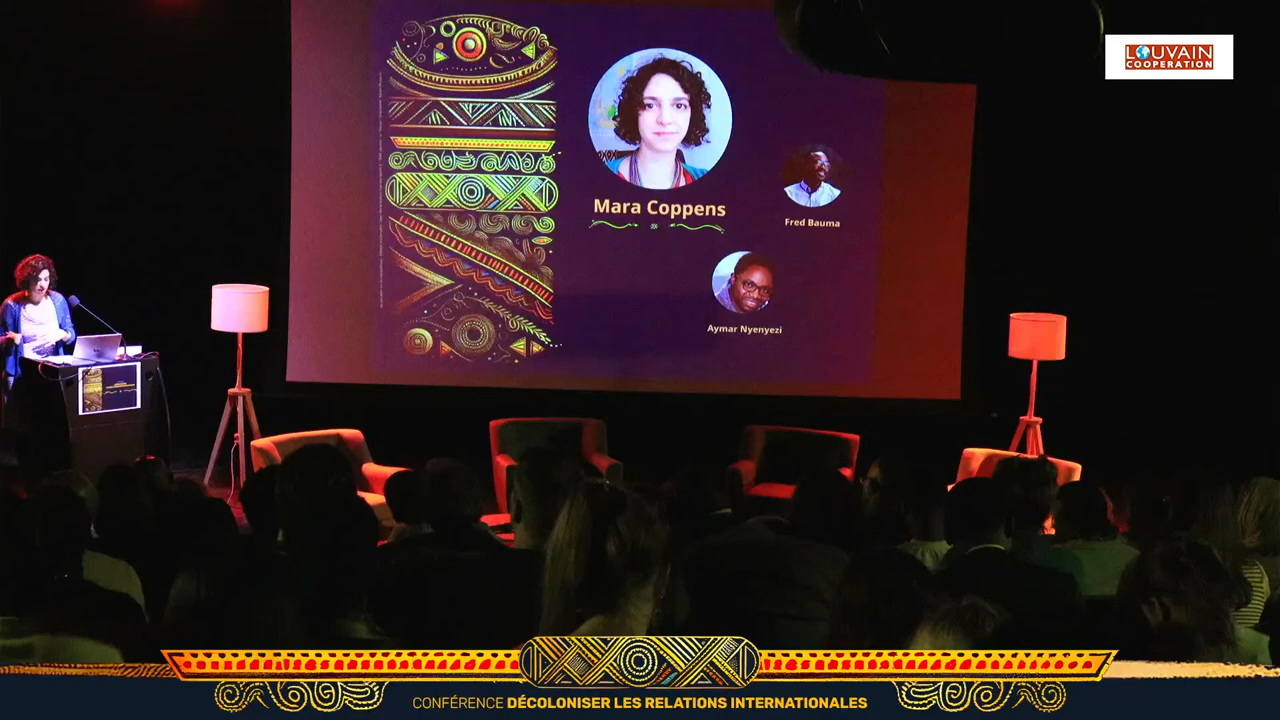 LOUVAIN
COOPERATION
Mara Coppens
Fred Bauma
Aymar Nyenyezi
CONFÉRENCE DÉCOLONISER LES RELATIONS INTERNATIONALES